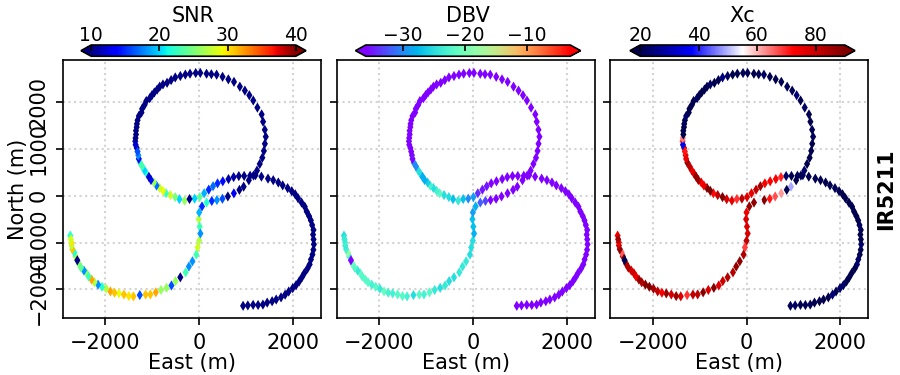 SNR
DBV
Xc
10 20 30 40
−30 −20 −10
20 40 60 80
2000
1000
0
−1000
−2000
North (m)
IR5211
−2000 0 2000
−2000 0 2000
−2000 0 2000
East (m)
East (m)
East (m)